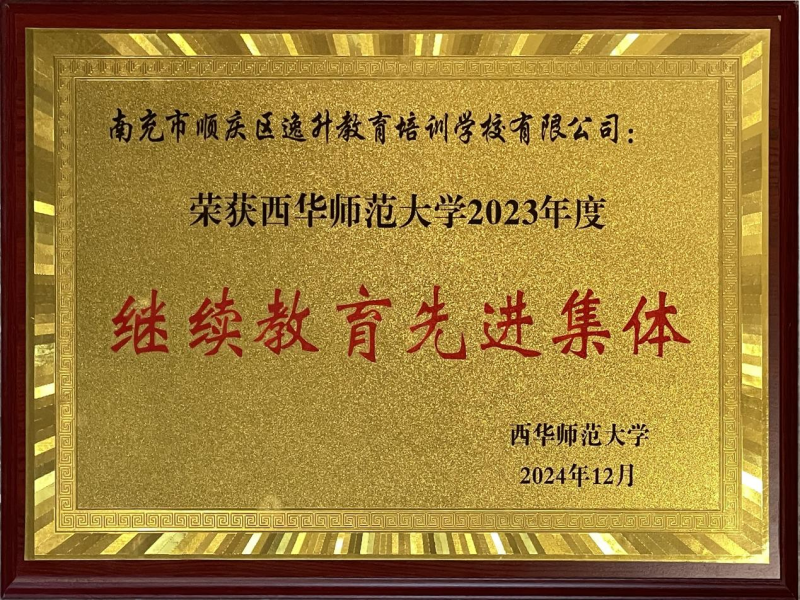 南充市顺庆区逸升教育培训学校有限公司：
荣获西华师范大学2023年度
继续教育先进集体
西华师范大学
2024年12月